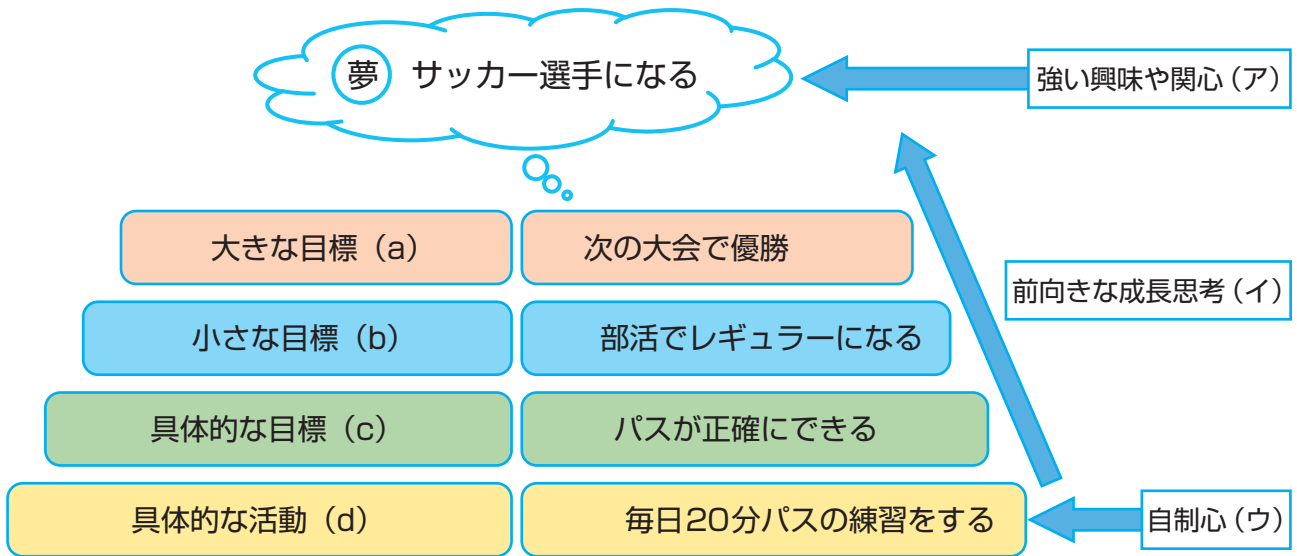 夢 サッカー選手になる
強い興味や関心（ア）
大きな目標（a） 次の大会で優勝
前向きな成長思考（イ）
小さな目標（b） 部活でレギュラーになる
具体的な目標（c） パスが正確にできる
具体的な活動（d） 毎日20分パスの練習をする
自制心（ウ）